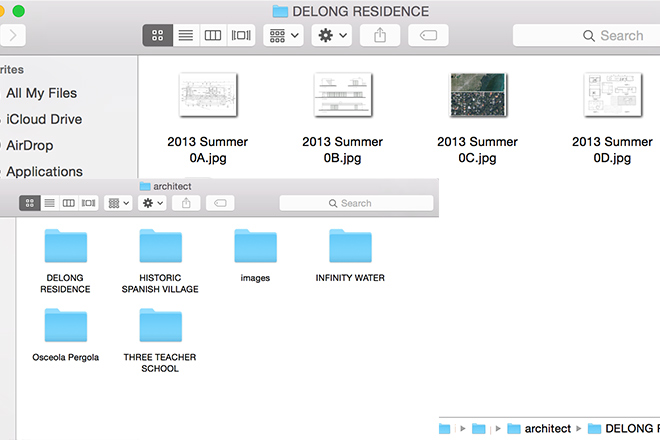 DELONG RESIDENCE
Search
rites
All My Files
iCloud Drive
AirDrop
Applications
2013 Summer
0A.jpg
2013 Summer
0B.jpg
2013 Summer
0C.jpg
2013 Summer
0D.jpg
architect
Search
DELONG
RESIDENCE
HISTORIC
SPANISH VILLAGE
images
INFINITY WATER
Osceola Pergola
THREE TEACHER
SCHOOL
architect
DELONG R